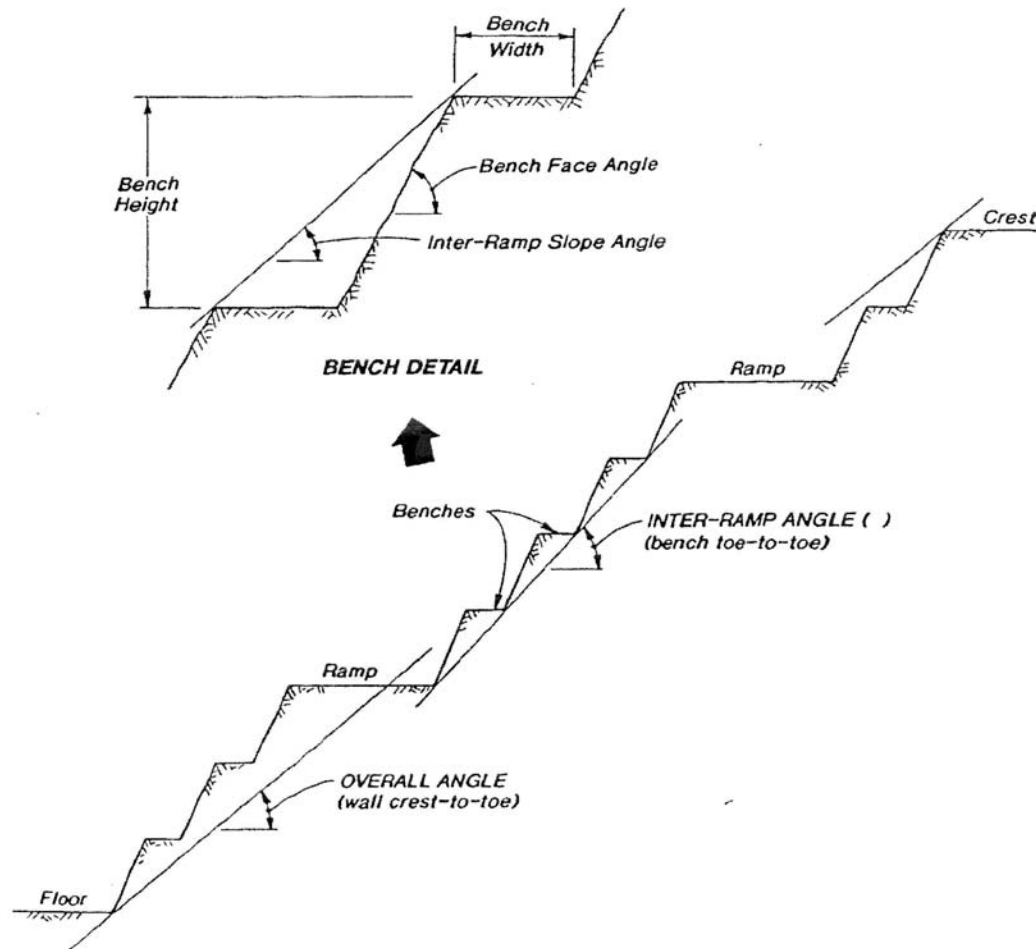 Bench
Width
Bench
Height
Bench Face Angle
Inter-Ramp Slope Angle
BENCH DETAIL
Crest
Ramp
Benches
INTER-RAMP ANGLE ( )
(bench toe-to-toe)
Ramp
OVERALL ANGLE
(wall crest-to-toe)
Floor